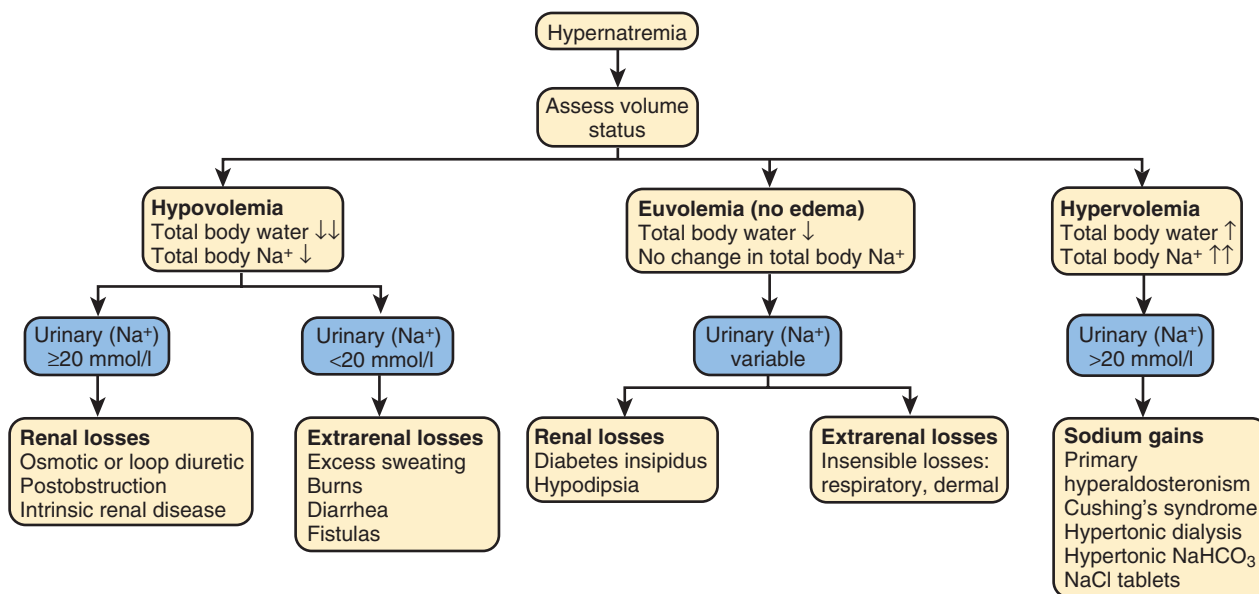 Hypernatremia
Assess volume
status
Hypovolemia
Total body water ↓↓
Total body Na⁺ ↓
Euvolemia (no edema)
Total body water ↓
No change in total body Na⁺
Hypervolemia
Total body water ↑
Total body Na⁺ ↑↑
Urinary (Na⁺)
≥20 mmol/l
Urinary (Na⁺)
<20 mmol/l
Urinary (Na⁺)
variable
Urinary (Na⁺)
>20 mmol/l
Renal losses
Osmotic or loop diuretic
Postobstruction
Intrinsic renal disease
Extrarenal losses
Excess sweating
Burns
Diarrhea
Fistulas
Renal losses
Diabetes insipidus
Hypodipsia
Extrarenal losses
Insensible losses:
respiratory, dermal
Sodium gains
Primary
hyperaldosteronism
Cushing's syndrome
Hypertonic dialysis
Hypertonic NaHCO₃
NaCl tablets